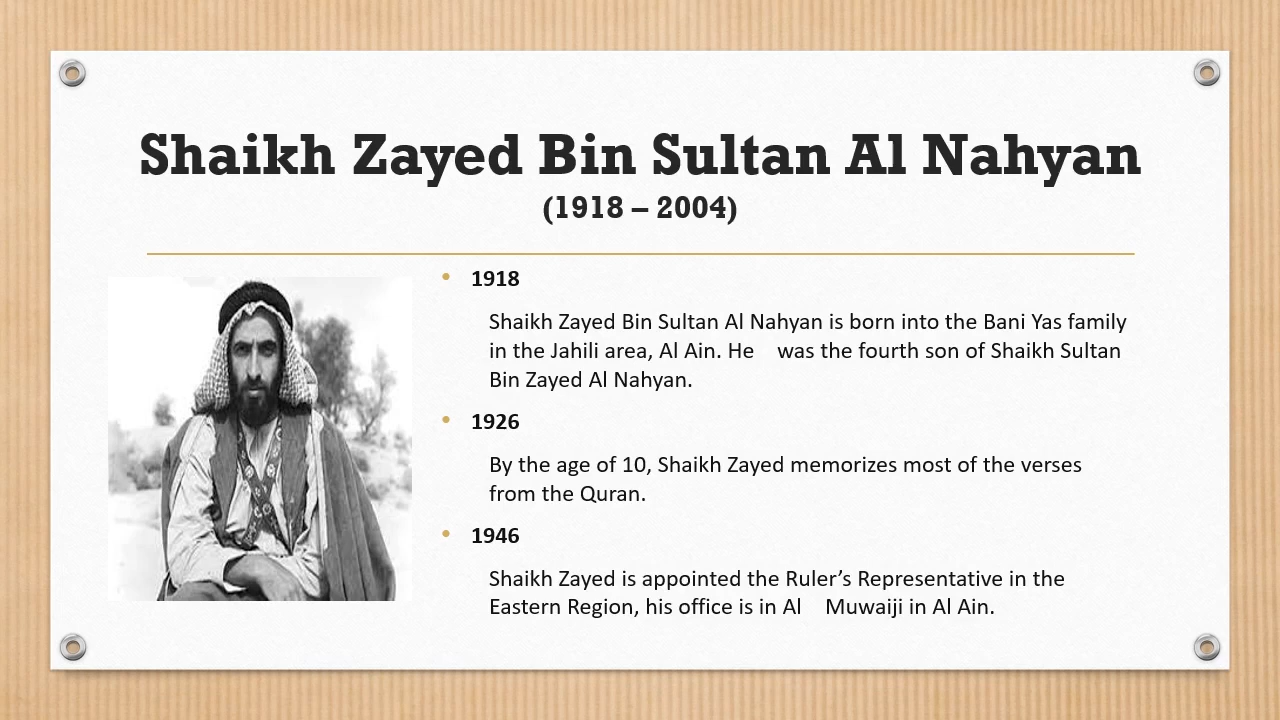 Shaikh Zayed Bin Sultan Al Nahyan
(1918 – 2004)
• 1918
Shaikh Zayed Bin Sultan Al Nahyan is born into the Bani Yas family
in the Jahili area, Al Ain. He    was the fourth son of Shaikh Sultan
Bin Zayed Al Nahyan.
• 1926
By the age of 10, Shaikh Zayed memorizes most of the verses
from the Quran.
• 1946
Shaikh Zayed is appointed the Ruler’s Representative in the
Eastern Region, his office is in Al    Muwaiji in Al Ain.